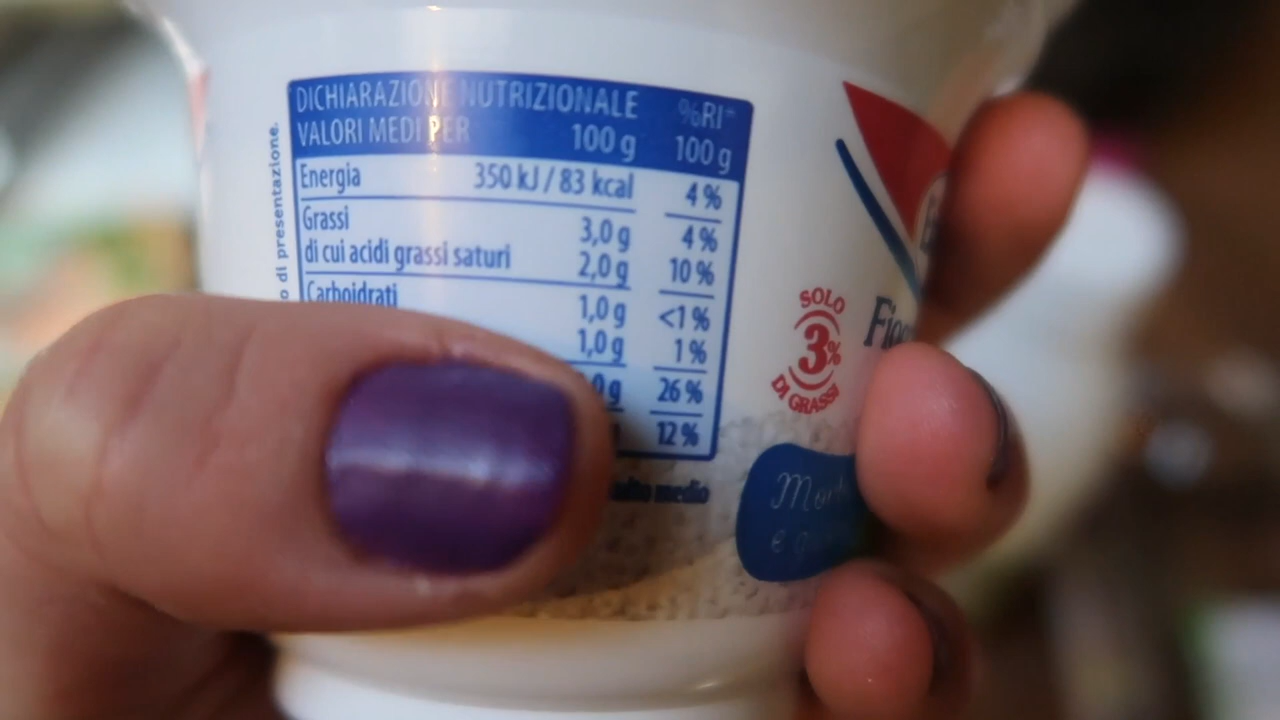 DICHIARAZIONE NUTRIZIONALE %RI*
VALORI MEDI PER 100 g 100 g
Energia 350 kJ / 83 kcal 4%
Grassi 3,0 g 4%
di cui acidi grassi saturi 2,0 g 10%
Carboidrati 1,0 g <1%
1,0 g 1%
0 g 26%
12%
medio
di presentazione.
SOLO
3%
DI GRASSI